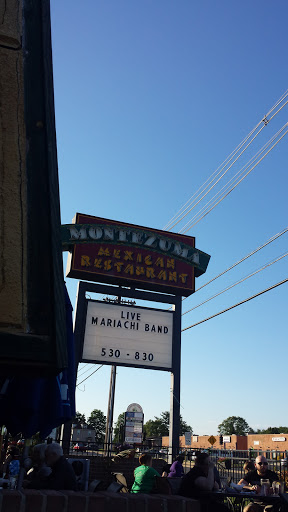 MONTEZUMA
MEXICAN
RESTAURANT
LIVE
MARIACHI BAND
530 - 830